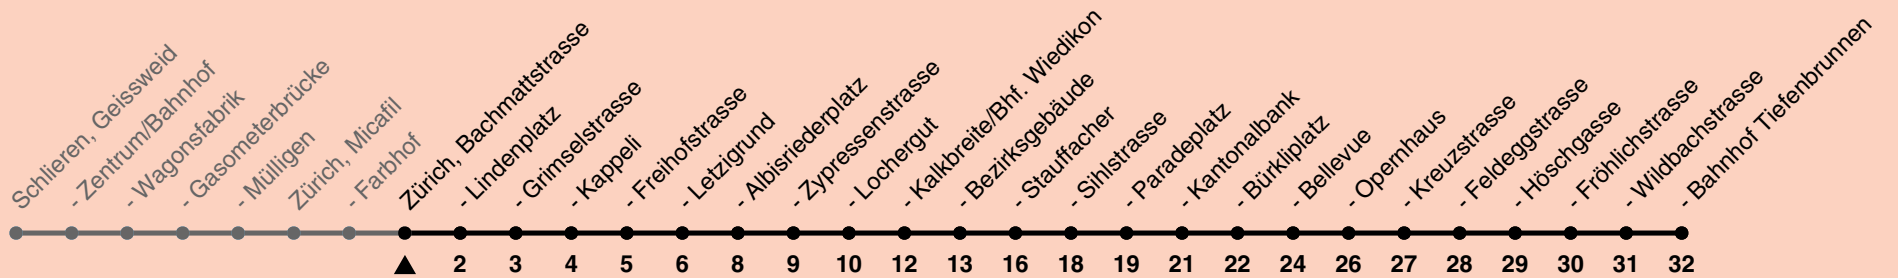 Schlieren, Geissweid
- Zentrum/Bahnhof
- Wagonsfabrik
- Gasometerbrücke
- Mülligen
Zürich, Micafil
- Farbhof
Zürich, Bachmattstrasse
- Lindenplatz
- Grimselstrasse
- Kappeli
- Freihofstrasse
- Letzigrund
- Albisriederplatz
- Zypressenstrasse
- Lochergut
- Kalkbreite/Bhf. Wiedikon
- Bezirksgebäude
- Stauffacher
- Sihlstrasse
- Paradeplatz
- Kantonalbank
- Bürkliplatz
- Bellevue
- Opernhaus
- Kreuzstrasse
- Feldeggstrasse
- Höschgasse
- Fröhlichstrasse
- Wildbachstrasse
- Bahnhof Tiefenbrunnen
2 3 4 5 6 8 9 10 12 13 16 18 19 21 22 24 26 27 28 29 30 31 32